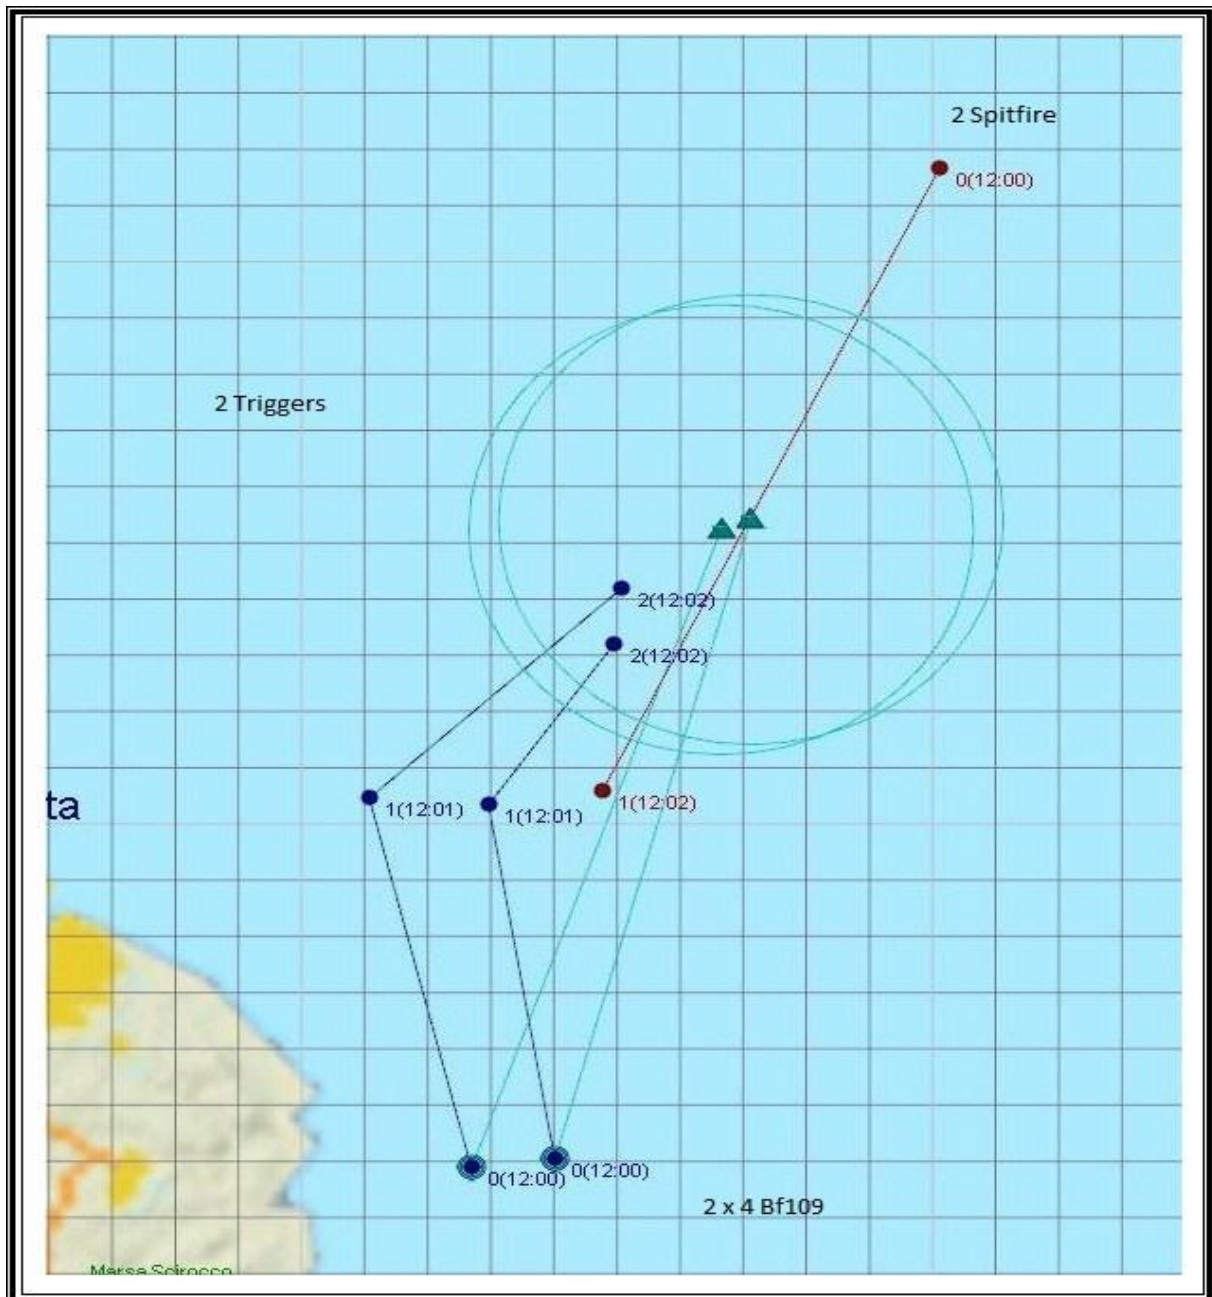 2 Spitfire
0(12:00)
2 Triggers
2(12:02)
2(12:02)
ta
1(12:01)
1(12:01)
1(12:02)
0(12:00)
0(12:00)
2 x 4 Bf109
Marsa Scirocco